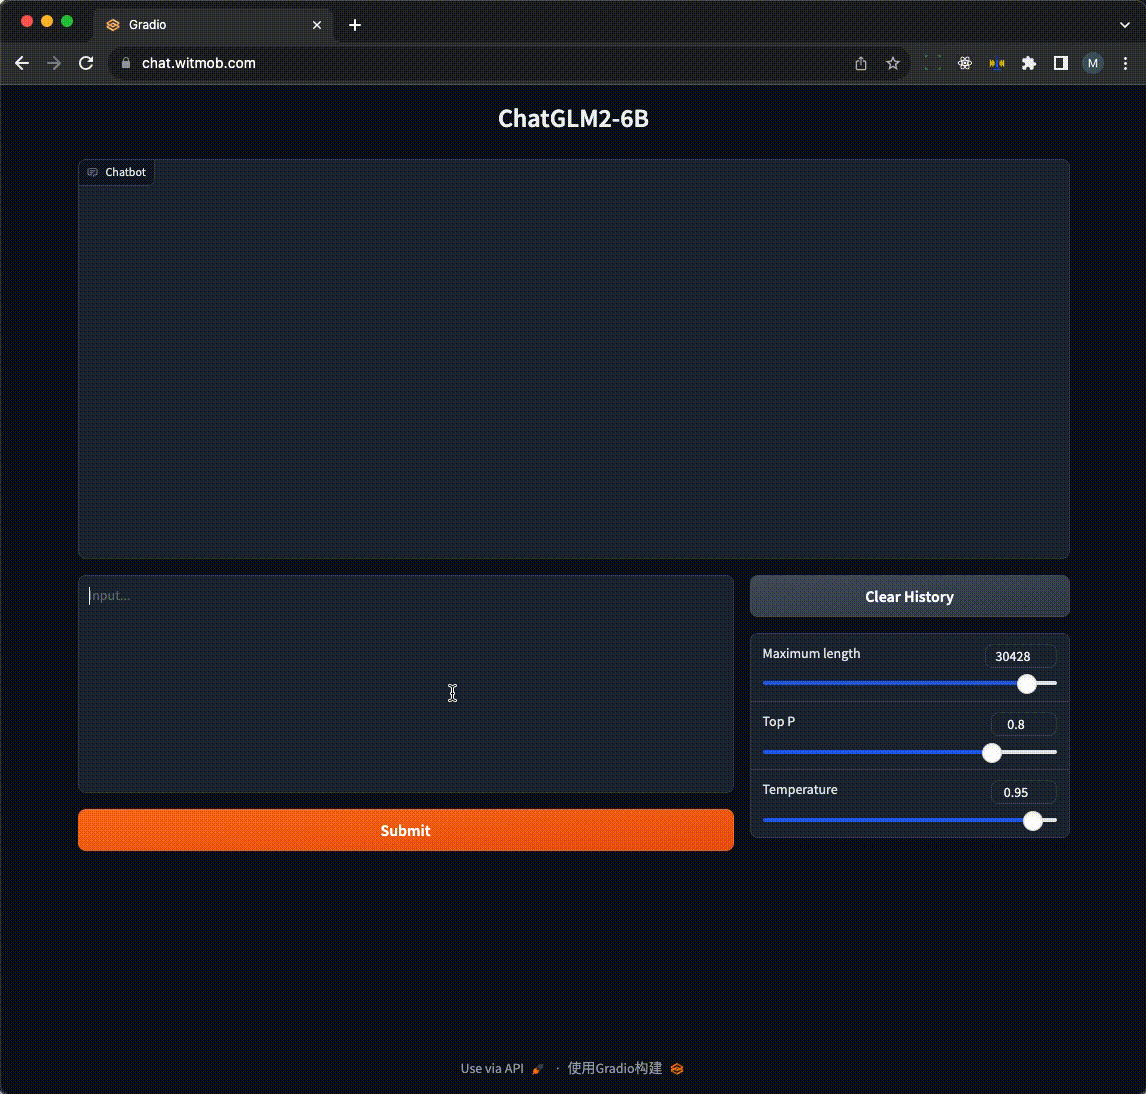 Gradio
chat.witmob.com
M
ChatGLM2-6B
Chatbot
Input...
Clear History
Maximum length
30428
Top P
0.8
Temperature
0.95
Submit
Use via API · 使用Gradio构建